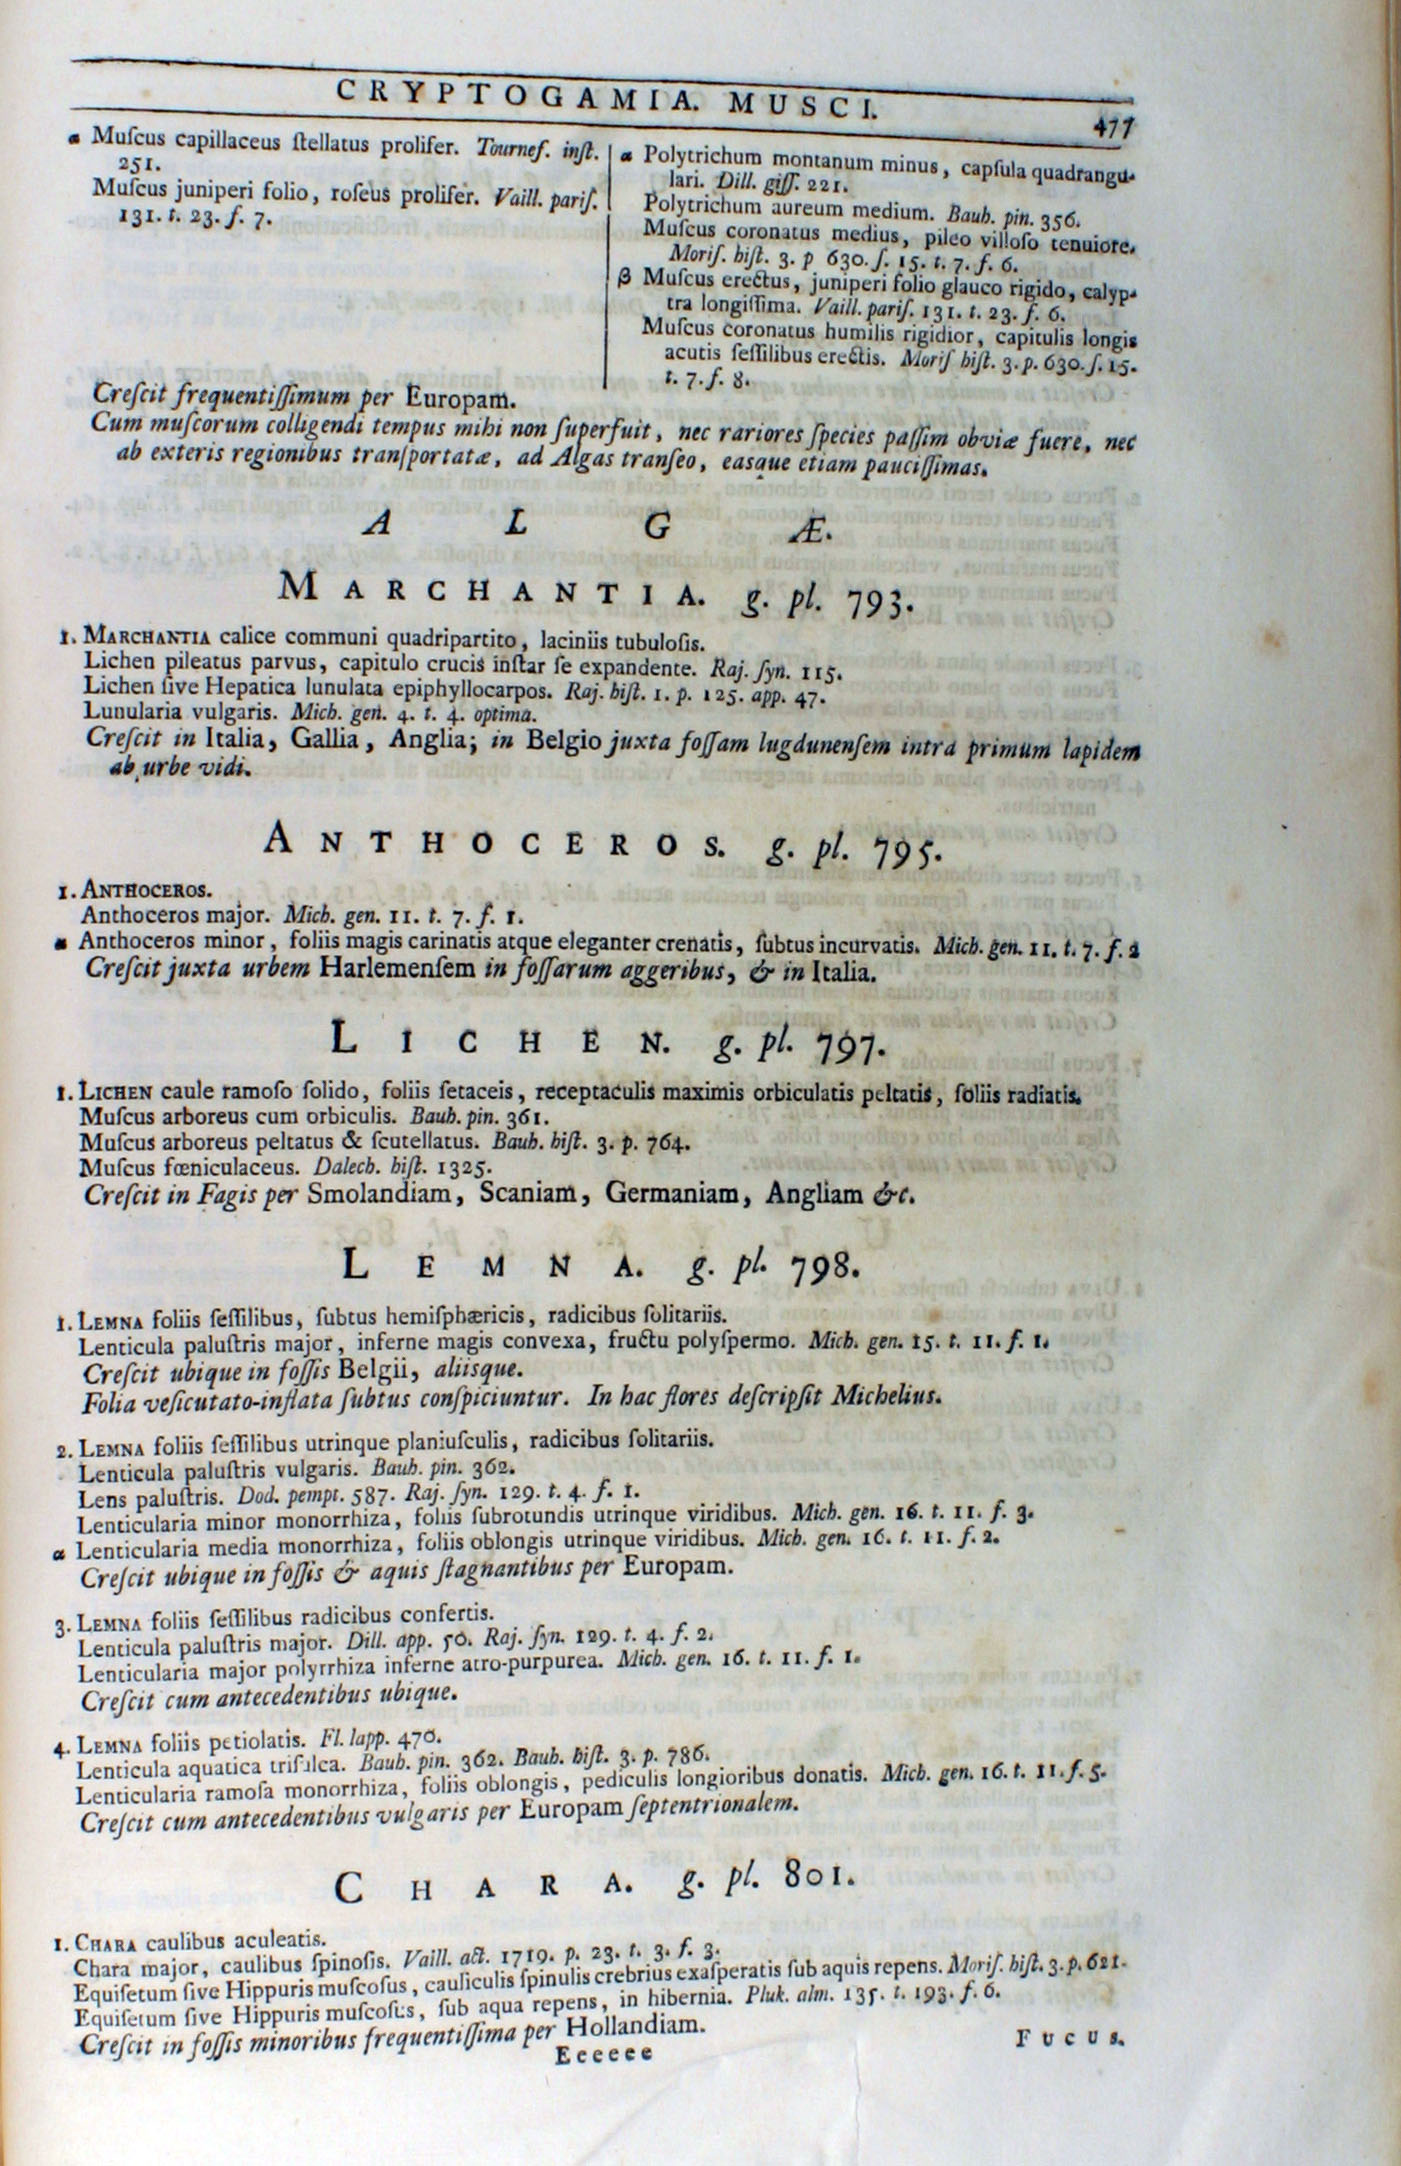 CRYPTOGAMIA. MUSCI.
477
α Muſcus capillaceus ſtellatus prolifer. Tournef. inſt.
251.
Muſcus juniperi folio, roſeus prolifer. Vaill. pariſ.
131. t. 23. f. 7.
α Polytrichum montanum minus, capſula quadrangu-
lari. Dill. giſſ. 221.
Polytrichum aureum medium. Bauh. pin. 356.
Muſcus coronatus medius, pileo villoſo tenuiore.
Moriſ. hiſt. 3. p 630. ſ. 15. t. 7. f. 6.
β Muſcus erectus, juniperi folio glauco rigido, calyp-
tra longiſſima. Vaill. pariſ. 131. t. 23. f. 6.
Muſcus coronatus humilis rigidior, capitulis longis
acutis ſeſſilibus erectis. Moriſ hiſt. 3. p. 630. ſ. 15.
t. 7. f. 8.
Creſcit frequentiſſimum per Europam.
Cum muſcorum colligendi tempus mihi non ſuperfuit, nec rariores ſpecies paſſim obviæ fuere, nec
ab exteris regionibus tranſportatæ, ad Algas tranſeo, easque etiam pauciſſimas.
ALGÆ.
MARCHANTIA. g. pl. 793.
1. MARCHANTIA calice communi quadripartito, laciniis tubuloſis.
Lichen pileatus parvus, capitulo crucis inſtar ſe expandente. Raj. ſyn. 115.
Lichen ſive Hepatica lunulata epiphyllocarpos. Raj. hiſt. 1. p. 125. app. 47.
Lunularia vulgaris. Mich. gen. 4. t. 4. optima.
Creſcit in Italia, Gallia, Anglia; in Belgio juxta foſſam lugdunenſem intra primum lapidem
ab urbe vidi.
ANTHOCEROS. g. pl. 795.
1. ANTHOCEROS.
Anthoceros major. Mich. gen. 11. t. 7. f. 1.
α Anthoceros minor, foliis magis carinatis atque eleganter crenatis, ſubtus incurvatis. Mich. gen. 11. t. 7. f. 2
Creſcit juxta urbem Harlemenſem in foſſarum aggeribus, & in Italia.
LICHEN. g. pl. 797.
1. LICHEN caule ramoſo ſolido, foliis ſetaceis, receptaculis maximis orbiculatis peltatis, foliis radiatis.
Muſcus arboreus cum orbiculis. Bauh. pin. 361.
Muſcus arboreus peltatus & ſcutellatus. Bauh. hiſt. 3. p. 764.
Muſcus fœniculaceus. Dalech. hiſt. 1325.
Creſcit in Fagis per Smolandiam, Scaniam, Germaniam, Angliam &c.
LEMNA. g. pl. 798.
1. LEMNA foliis ſeſſilibus, ſubtus hemiſphæricis, radicibus ſolitariis.
Lenticula paluſtris major, inferne magis convexa, fructu polyſpermo. Mich. gen. 15. t. 11. f. 1.
Creſcit ubique in foſſis Belgii, aliisque.
Folia veſicutato-inflata ſubtus conſpiciuntur. In hac flores deſcripſit Michelius.
2. LEMNA foliis ſeſſilibus utrinque planiuſculis, radicibus ſolitariis.
Lenticula paluſtris vulgaris. Bauh. pin. 362.
Lens paluſtris. Dod. pempt. 587. Raj. ſyn. 129. t. 4. f. 1.
Lenticularia minor monorrhiza, foliis ſubrotundis utrinque viridibus. Mich. gen. 16. t. 11. f. 3.
α Lenticularia media monorrhiza, foliis oblongis utrinque viridibus. Mich. gen. 16. t. 11. f. 2.
Creſcit ubique in foſſis & aquis ſtagnantibus per Europam.
3. LEMNA foliis ſeſſilibus radicibus confertis.
Lenticula paluſtris major. Dill. app. 50. Raj. ſyn. 129. t. 4. f. 2.
Lenticularia major polyrrhiza inferne atro-purpurea. Mich. gen. 16. t. 11. f. 1.
Creſcit cum antecedentibus ubique.
4. LEMNA foliis petiolatis. Fl. lapp. 470.
Lenticula aquatica triſulca. Bauh. pin. 362. Bauh. hiſt. 3. p. 786.
Lenticularia ramoſa monorrhiza, foliis oblongis, pediculis longioribus donatis. Mich. gen. 16. t. 11. f. 5.
Creſcit cum antecedentibus vulgaris per Europam ſeptentrionalem.
CHARA. g. pl. 801.
1. CHARA caulibus aculeatis.
Chara major, caulibus ſpinoſis. Vaill. act. 1719. p. 23. t. 3. f. 3.
Equiſetum ſive Hippuris muſcoſus, cauliculis ſpinulis crebrius exaſperatis ſub aquis repens. Moriſ. hiſt. 3. p. 621.
Equiſetum ſive Hippuris muſcoſus, ſub aqua repens, in hibernia. Pluk. alm. 135. t. 193. f. 6.
Creſcit in foſſis minoribus frequentiſſima per Hollandiam.
Eeeeee
FUCUS.